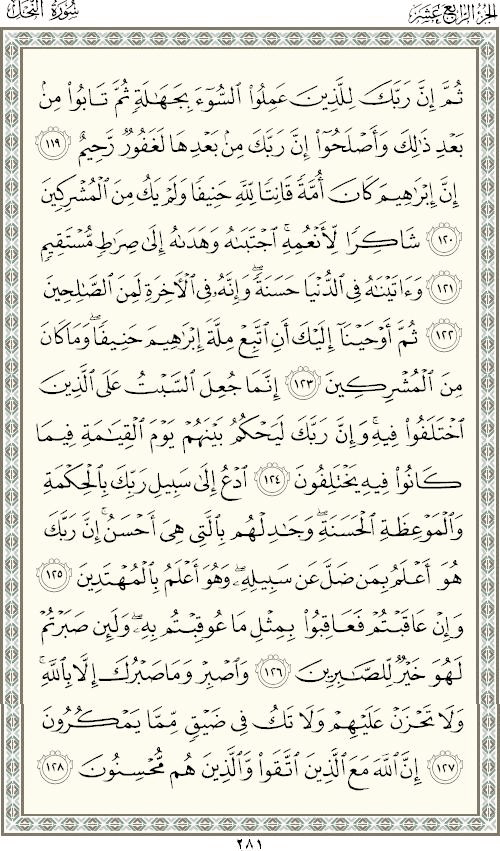 الجزء الرابع عشر
سورة النحل
ثُمَّ إِنَّ رَبَّكَ لِلَّذِينَ عَمِلُوا۟ ٱلسُّوٓءَ بِجَهَـٰلَةٍ ثُمَّ تَابُوا۟ مِنۢ
بَعْدِ ذَٰلِكَ وَأَصْلَحُوٓا۟ إِنَّ رَبَّكَ مِنۢ بَعْدِهَا لَغَفُورٌ رَّحِيمٌ ١١٩
إِنَّ إِبْرَٰهِيمَ كَانَ أُمَّةً قَانِتًا لِّلَّهِ حَنِيفًا وَلَمْ يَكُ مِنَ ٱلْمُشْرِكِينَ
١٢٠ شَاكِرًا لِّأَنْعُمِهِ ۚ ٱجْتَبَىٰهُ وَهَدَىٰهُ إِلَىٰ صِرَٰطٍ مُّسْتَقِيمٍ
١٢١ وَءَاتَيْنَـٰهُ فِى ٱلدُّنْيَا حَسَنَةً ۖ وَإِنَّهُۥ فِى ٱلْـَٔاخِرَةِ لَمِنَ ٱلصَّـٰلِحِينَ
١٢٢ ثُمَّ أَوْحَيْنَآ إِلَيْكَ أَنِ ٱتَّبِعْ مِلَّةَ إِبْرَٰهِيمَ حَنِيفًا ۖ وَمَا كَانَ
مِنَ ٱلْمُشْرِكِينَ ١٢٣ إِنَّمَا جُعِلَ ٱلسَّبْتُ عَلَى ٱلَّذِينَ
ٱخْتَلَفُوا۟ فِيهِ ۚ وَإِنَّ رَبَّكَ لَيَحْكُمُ بَيْنَهُمْ يَوْمَ ٱلْقِيَـٰمَةِ فِيمَا
كَانُوا۟ فِيهِ يَخْتَلِفُونَ ١٢٤ ٱدْعُ إِلَىٰ سَبِيلِ رَبِّكَ بِٱلْحِكْمَةِ
وَٱلْمَوْعِظَةِ ٱلْحَسَنَةِ ۖ وَجَـٰدِلْهُم بِٱلَّتِى هِىَ أَحْسَنُ ۚ إِنَّ رَبَّكَ
هُوَ أَعْلَمُ بِمَن ضَلَّ عَن سَبِيلِهِۦ ۖ وَهُوَ أَعْلَمُ بِٱلْمُهْتَدِينَ ١٢٥
وَإِنْ عَاقَبْتُمْ فَعَاقِبُوا۟ بِمِثْلِ مَا عُوقِبْتُم بِهِۦ ۖ وَلَئِن صَبَرْتُمْ
لَهُوَ خَيْرٌ لِّلصَّـٰبِرِينَ ١٢٦ وَٱصْبِرْ وَمَا صَبْرُكَ إِلَّا بِٱللَّهِ ۚ
وَلَا تَحْزَنْ عَلَيْهِمْ وَلَا تَكُ فِى ضَيْقٍ مِّمَّا يَمْكُرُونَ
١٢٧ إِنَّ ٱللَّهَ مَعَ ٱلَّذِينَ ٱتَّقَوا۟ وَّٱلَّذِينَ هُم مُّحْسِنُونَ ١٢٨
٢٨١